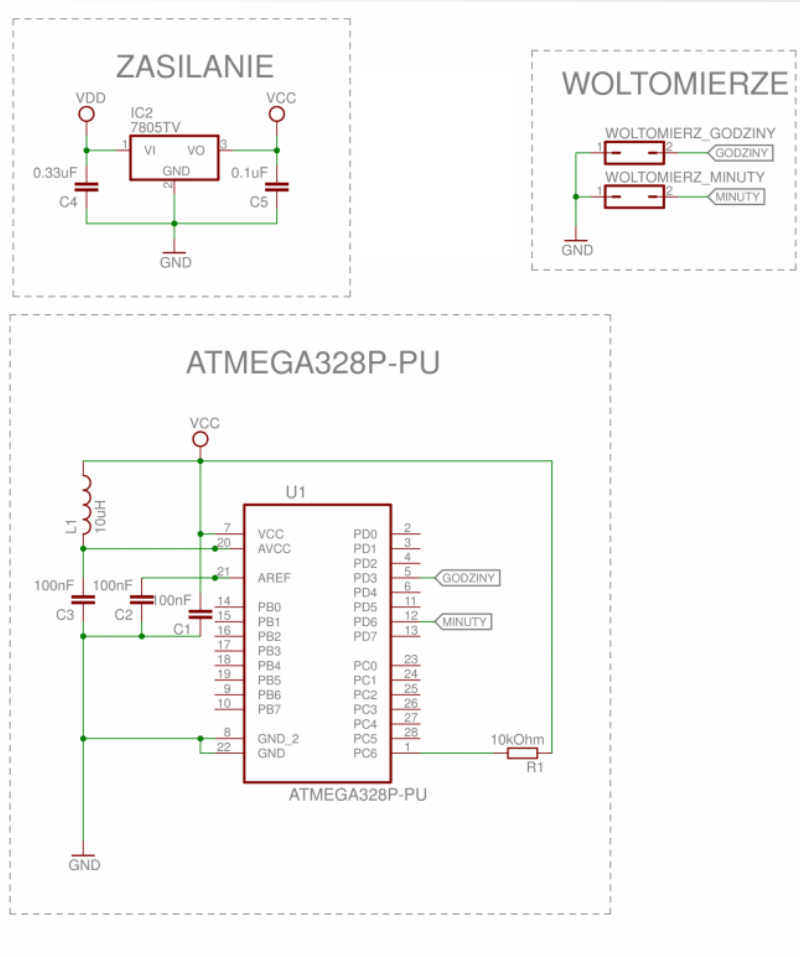 ZASILANIE
VDD
VCC
IC2
7805TV
1
VI
VO
3
GND
2
0.33uF
C4
0.1uF
C5
GND
WOLTOMIERZE
WOLTOMIERZ_GODZINY
1
2
GODZINY
WOLTOMIERZ_MINUTY
1
2
MINUTY
GND
ATMEGA328P-PU
VCC
U1
L1
10uH
7 VCC
20 AVCC
21 AREF
14 PB0
15 PB1
16 PB2
17 PB3
18 PB4
19 PB5
9 PB6
10 PB7
8 GND_2
22 GND
PD0 2
PD1 3
PD2 4
PD3 5
GODZINY
PD4 6
PD5 11
PD6 12
MINUTY
PD7 13
PC0 23
PC1 24
PC2 25
PC3 26
PC4 27
PC5 28
PC6 1
100nF
C3
100nF
C2
100nF
C1
10kOhm
R1
ATMEGA328P-PU
GND